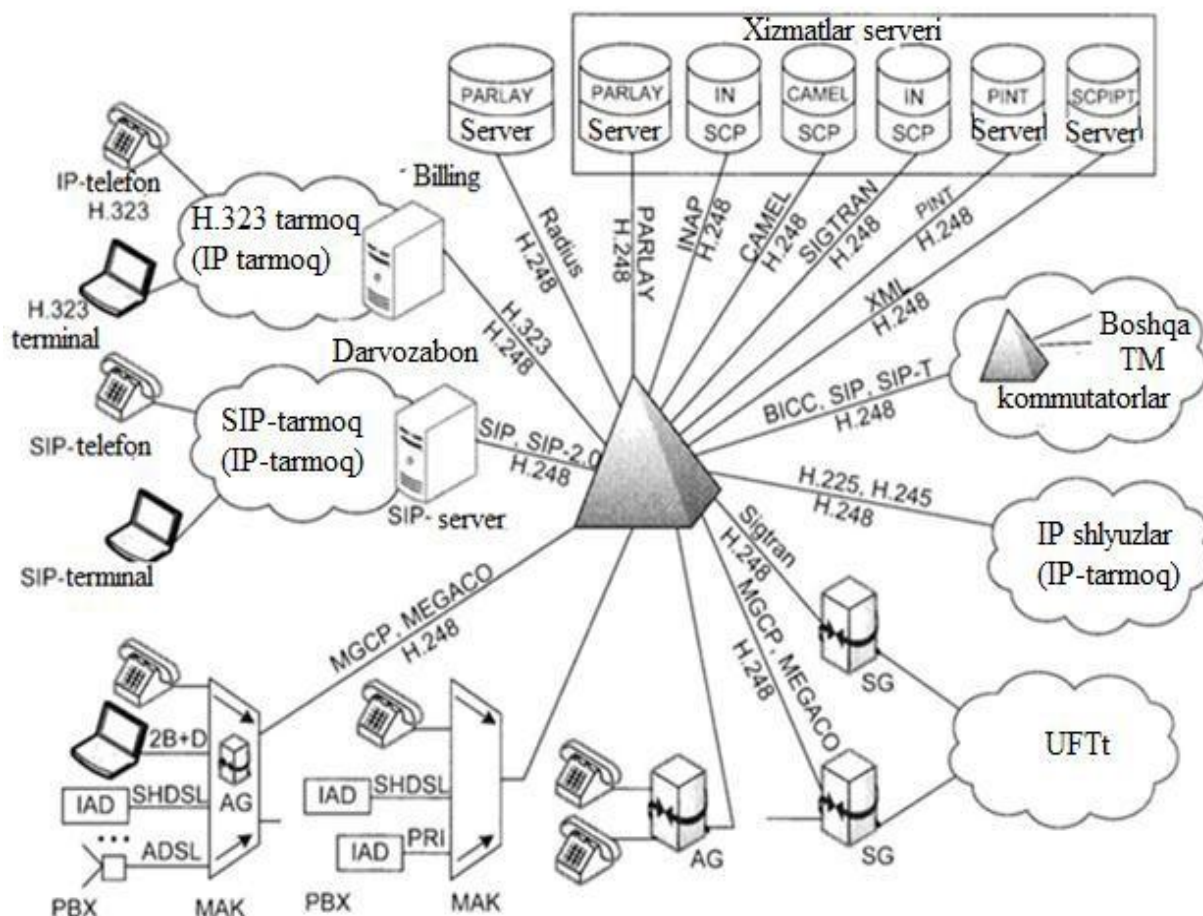 Xizmatlar serveri
PARLAY
Server
PARLAY
Server
IN
SCP
CAMEL
SCP
IN
SCP
PINT
Server
SCPIPT
Server
IP-telefon
H.323
H.323 tarmoq
(IP tarmoq)
Billing
H.323
terminal
Radius
H.248
PARLAY
H.248
INAP
H.248
CAMEL
H.248
SIGTRAN
H.248
PINT
H.248
XML
H.248
H.323
H.248
Darvozabon
SIP-telefon
SIP-tarmoq
(IP-tarmoq)
SIP- server
SIP-terminal
SIP, SIP-2.0
H.248
BICC, SIP, SIP-T
H.248
Boshqa
TM
kommutatorlar
H.225, H.245
H.248
IP shlyuzlar
(IP-tarmoq)
Sigtran
H.248
SG
MGCP, MEGACO
H.248
MGCP, MEGACO
H.248
UFTt
SG
2B+D
IAD
SHDSL
AG
...
ADSL
PBX
MAK
IAD
SHDSL
IAD
PRI
PBX
MAK
AG